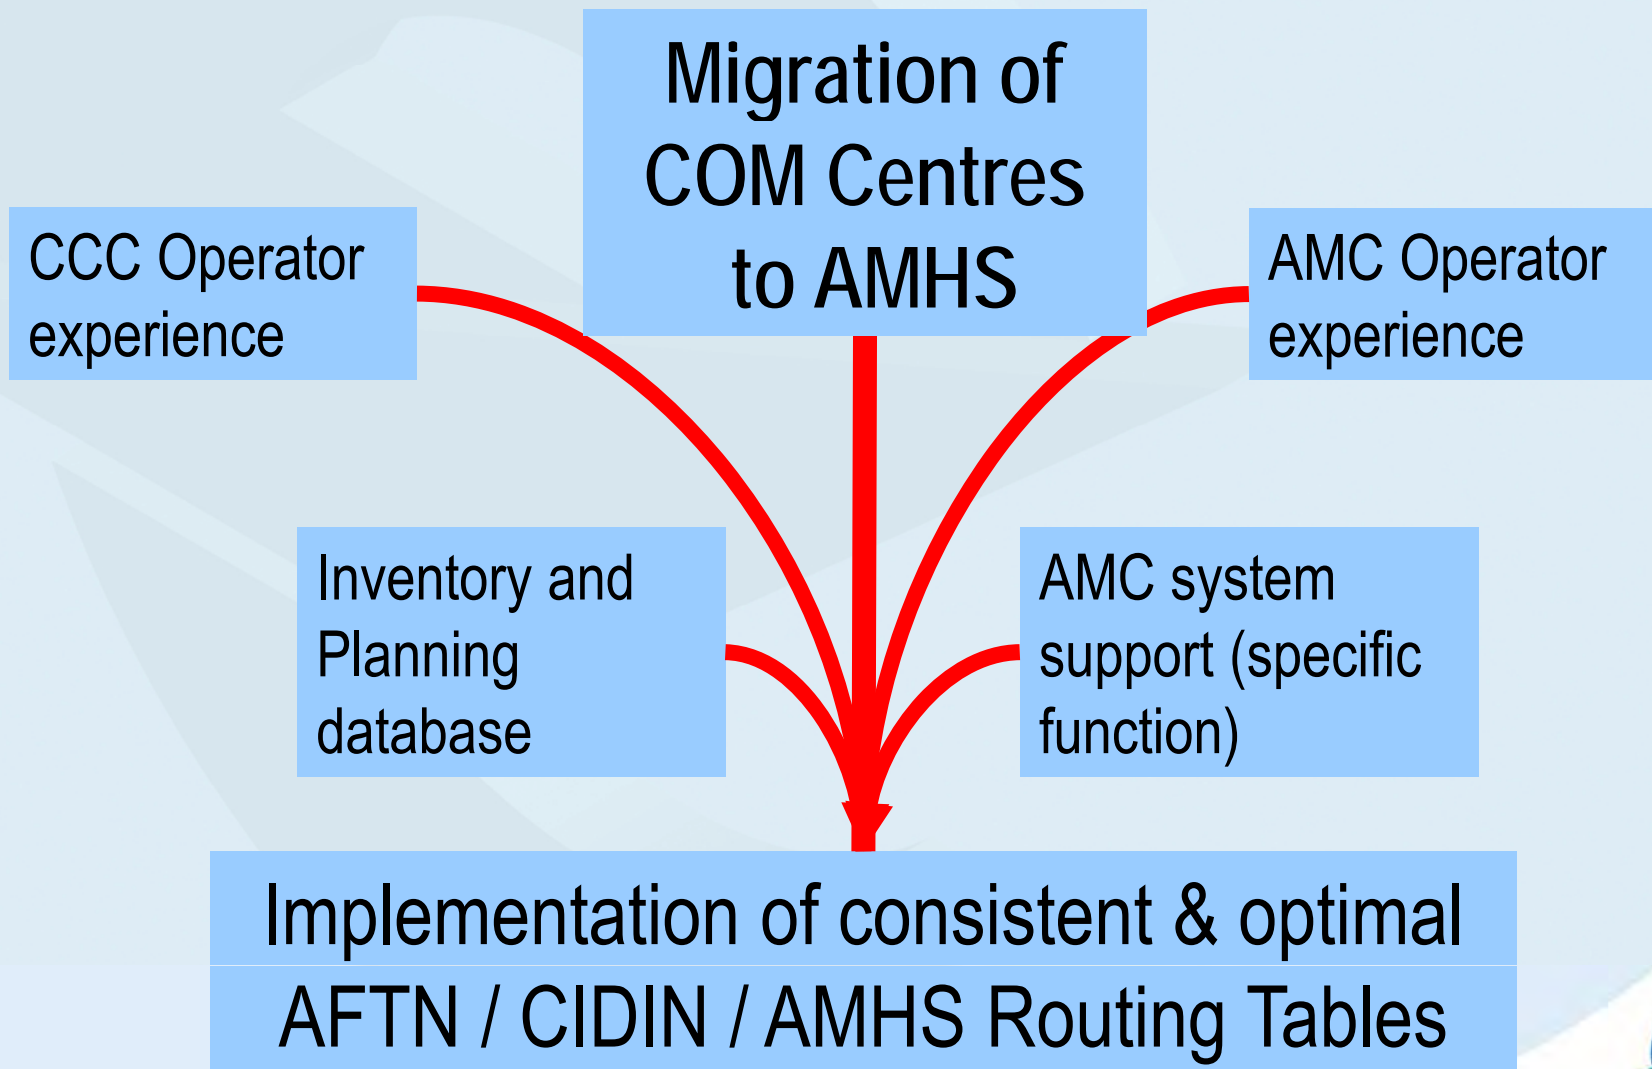 Migration of
COM Centres
to AMHS
CCC Operator
experience
AMC Operator
experience
Inventory and
Planning
database
AMC system
support (specific
function)
Implementation of consistent & optimal
AFTN / CIDIN / AMHS Routing Tables